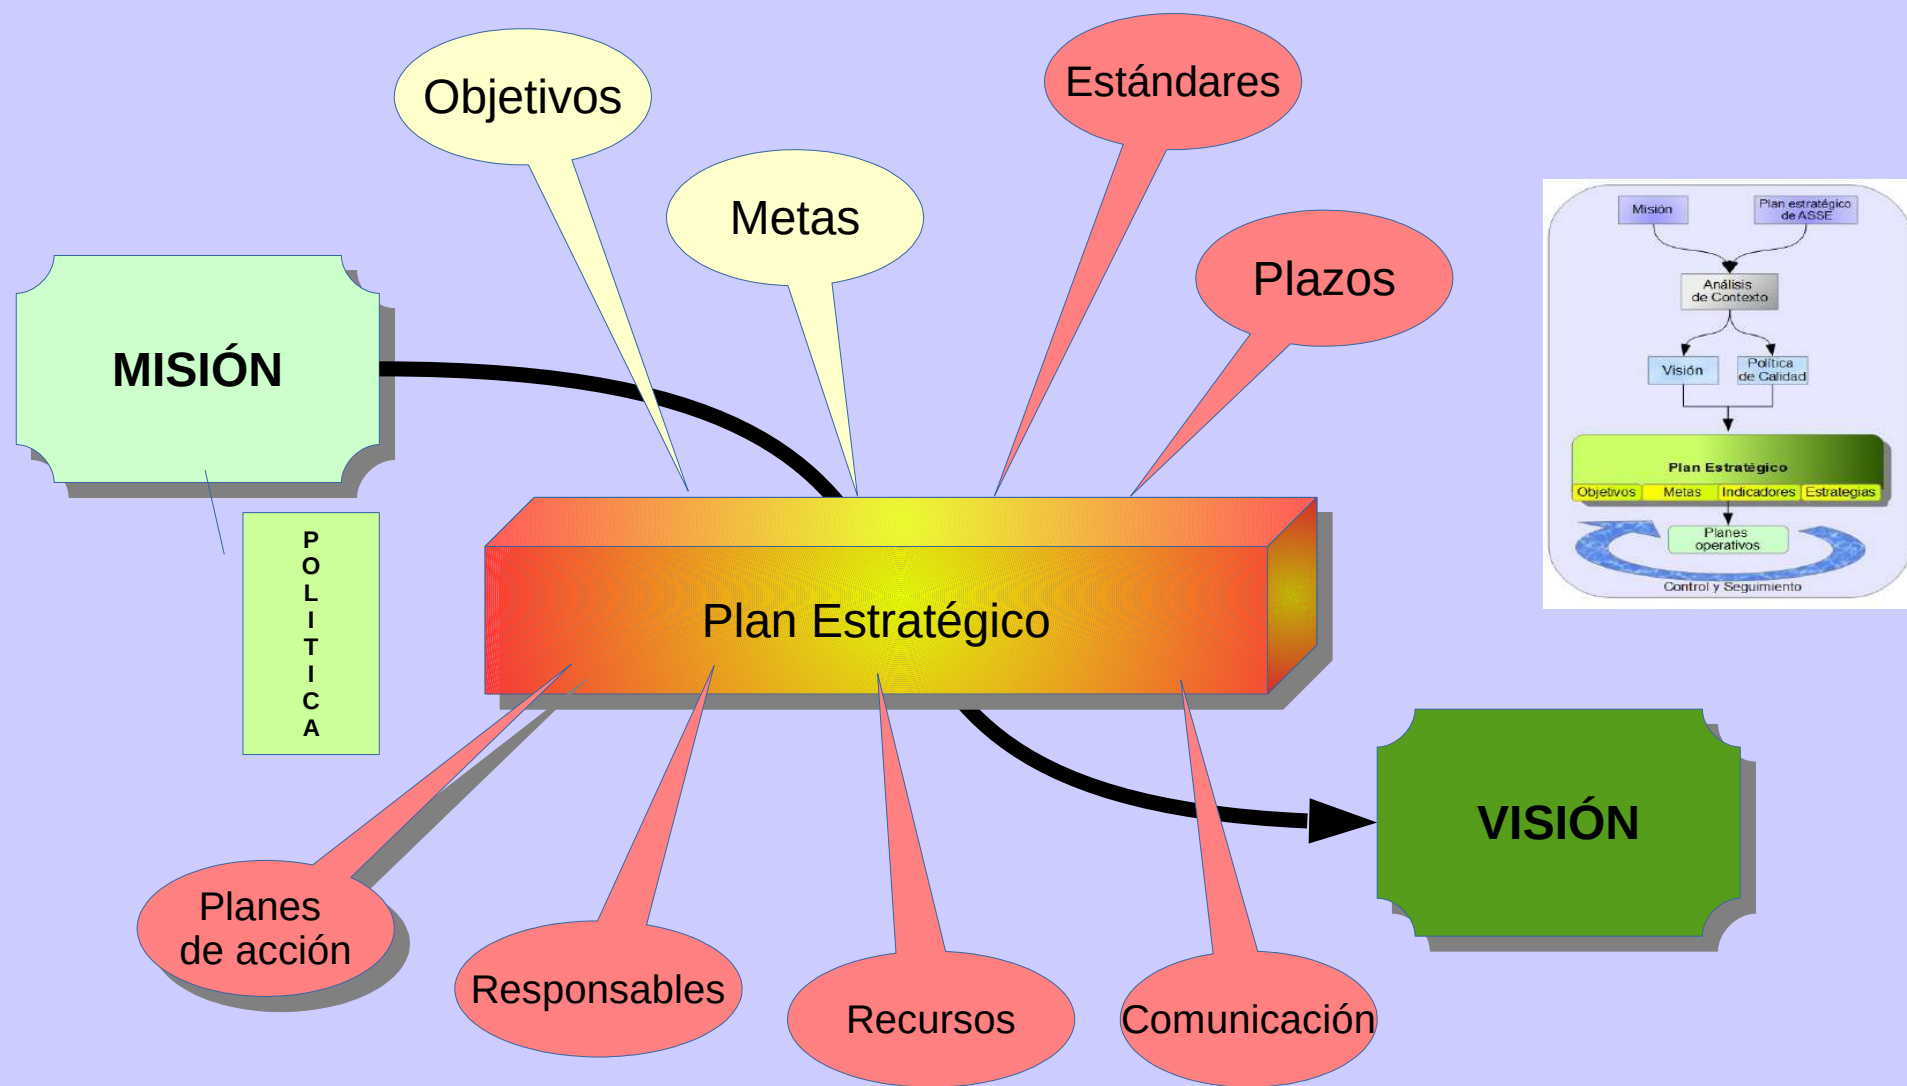 Objetivos
Estándares
Metas
Plazos
MISIÓN
P
O
L
I
T
I
C
A
Plan Estratégico
VISIÓN
Planes
de acción
Responsables
Recursos
Comunicación
Misión
Plan estratégico
de ASSE
Análisis
de Contexto
Visión
Política
de Calidad
Plan Estratégico
Objetivos
Metas
Indicadores
Estrategias
Planes
operativos
Control y Seguimiento